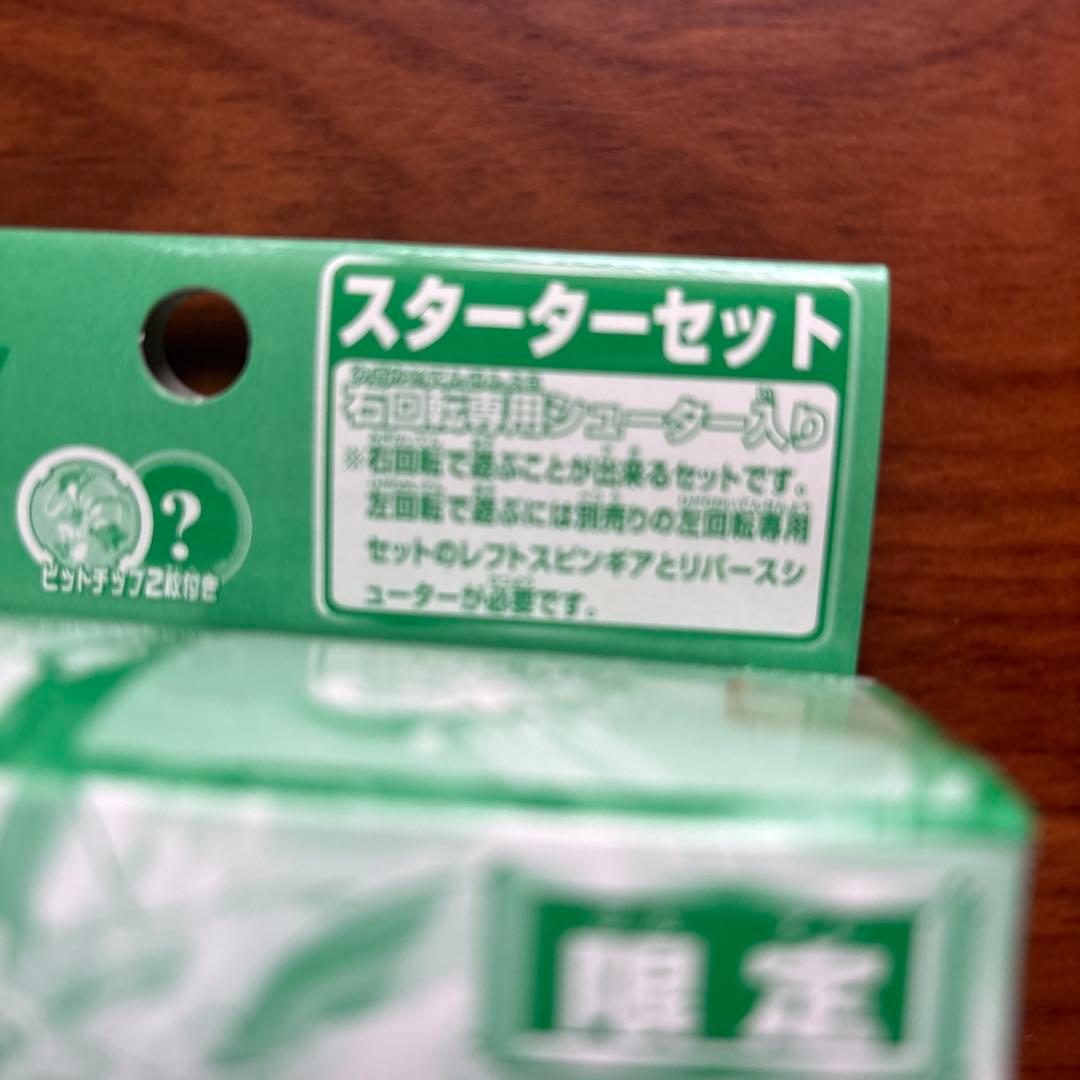 スターターセット
右回転専用シューター入り
※右回転で遊ぶことが出来るセットです。
左回転で遊ぶには別売りの左回転専用
セットのレフトスピンギアとリバースシ
ューターが必要です。
?
ビットチップ2枚付き
限定